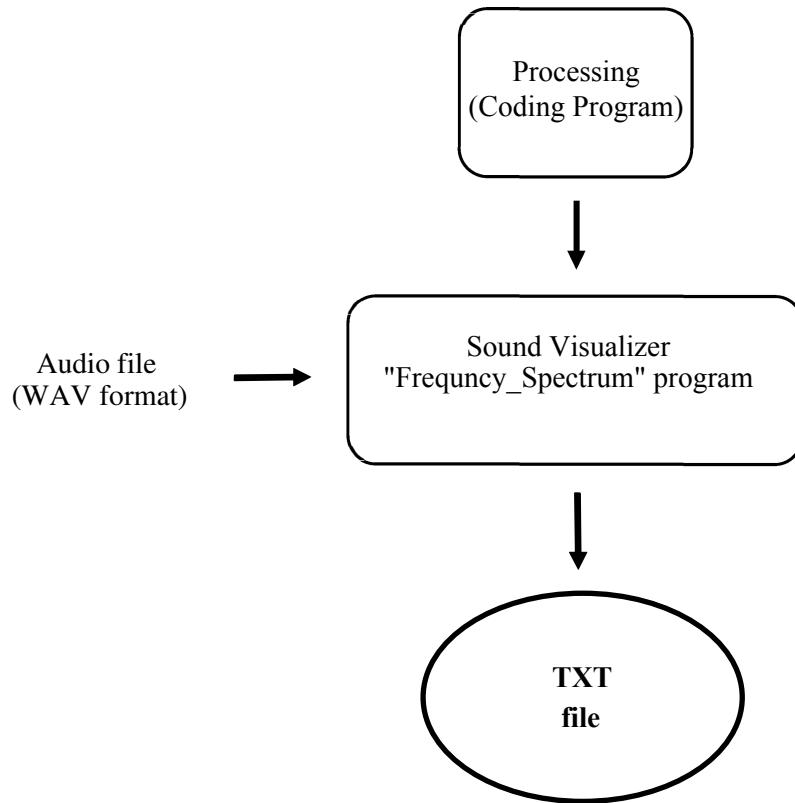 Processing
(Coding Program)
Sound Visualizer
"Frequncy_Spectrum" program
Audio file
(WAV format)
TXT
file